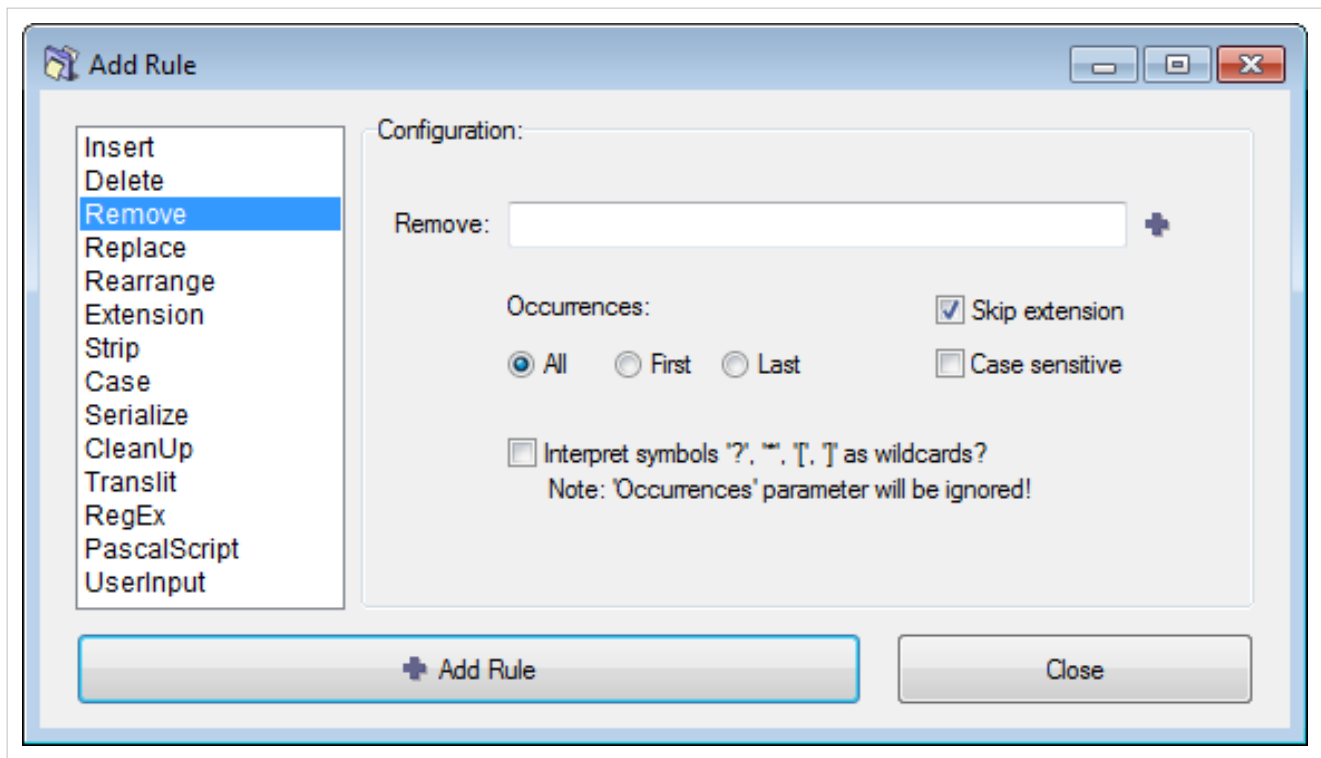 Add Rule
Insert
Delete
Remove
Replace
Rearrange
Extension
Strip
Case
Serialize
CleanUp
Translit
RegEx
PascalScript
UserInput
Configuration:
Remove:
Occurrences:
Skip extension
All First Last
Case sensitive
Interpret symbols '?', '*', '[', ']' as wildcards?
Note: 'Occurrences' parameter will be ignored!
Add Rule
Close